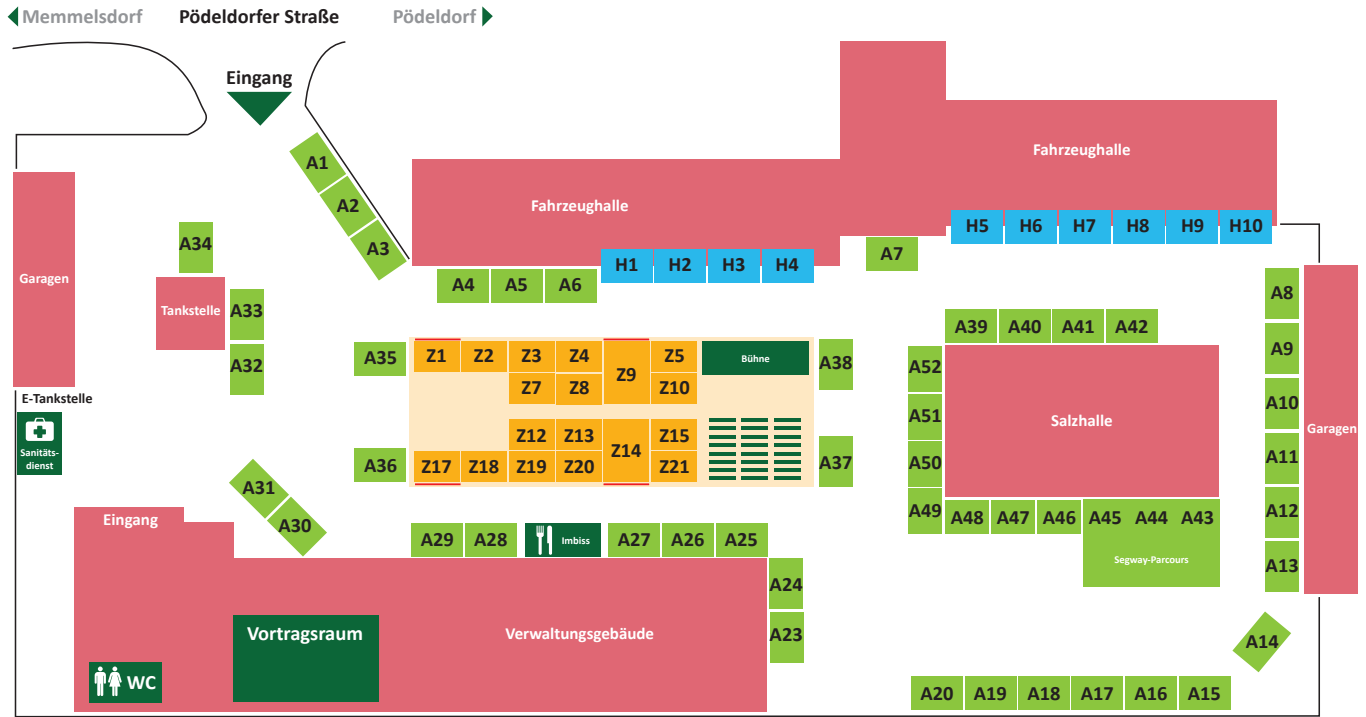 Memmelsdorf Pödeldorfer Straße Pödeldorf
Eingang
A1
A2
A3
Fahrzeughalle
Fahrzeughalle
H5 H6 H7 H8 H9 H10
A34
A7
H1 H2 H3 H4
A4 A5 A6
Garagen
Tankstelle
A33
A32
A8
A9
A10
A11
A12
A13
Garagen
A39 A40 A41 A42
A35
Z1 Z2 Z3 Z4 Z9 Z5
Bühne
A38
Z7 Z8 Z10
Z12 Z13 Z14 Z15
Z17 Z18 Z19 Z20 Z21
A36
A37
A52
A51
A50
A49
Salzhalle
A48 A47 A46 A45 A44 A43
Segway-Parcours
E-Tankstelle
Sanitäts-
dienst
A31
A30
Eingang
A29 A28
Imbiss
A27 A26 A25
A24
A23
Vortragsraum
Verwaltungsgebäude
WC
A14
A20 A19 A18 A17 A16 A15